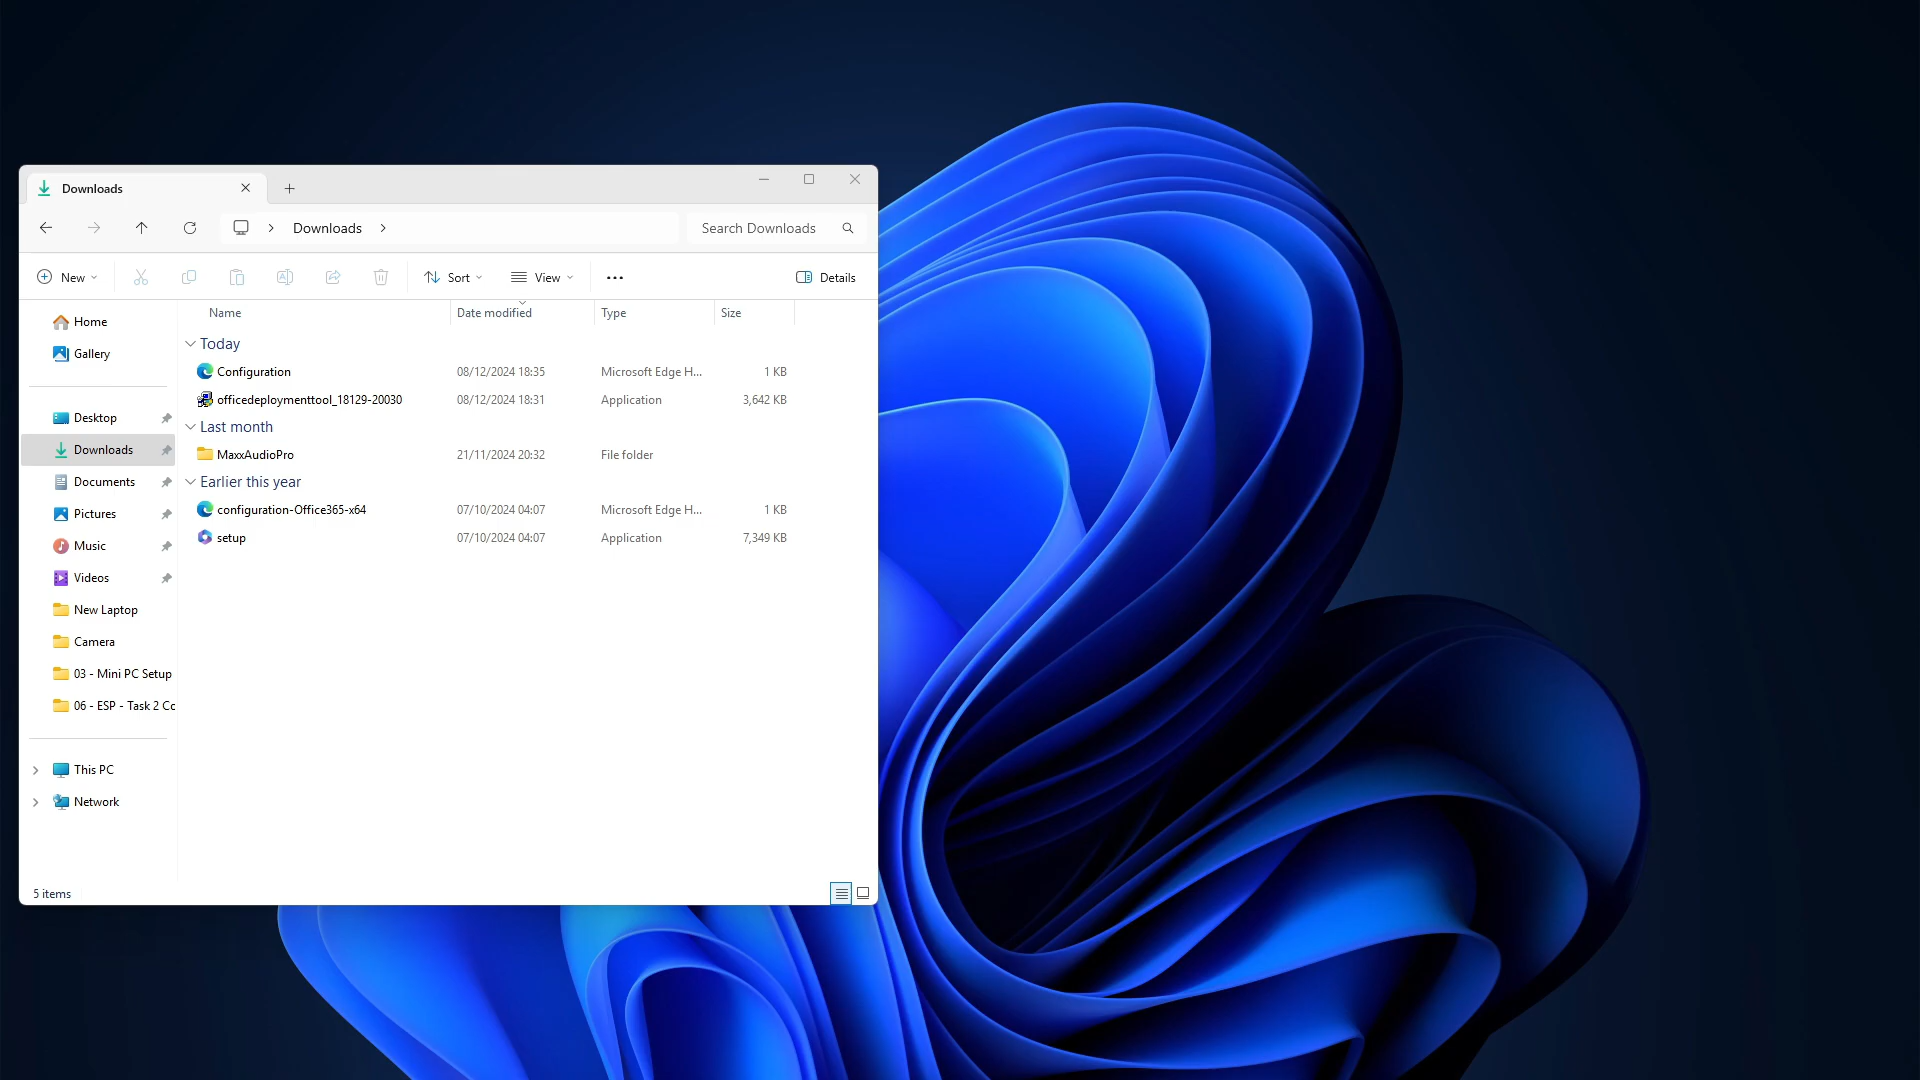 Downloads
Downloads
Search Downloads
New
Sort
View
Details
Name Date modified Type Size
Home
Gallery
Desktop
Downloads
Documents
Pictures
Music
Videos
New Laptop
Camera
03 - Mini PC Setup
06 - ESP - Task 2 Cc
This PC
Network
Today
Configuration 08/12/2024 18:35 Microsoft Edge H... 1 KB
officedeploymenttool_18129-20030 08/12/2024 18:31 Application 3,642 KB
Last month
MaxxAudioPro 21/11/2024 20:32 File folder
Earlier this year
configuration-Office365-x64 07/10/2024 04:07 Microsoft Edge H... 1 KB
setup 07/10/2024 04:07 Application 7,349 KB
5 items